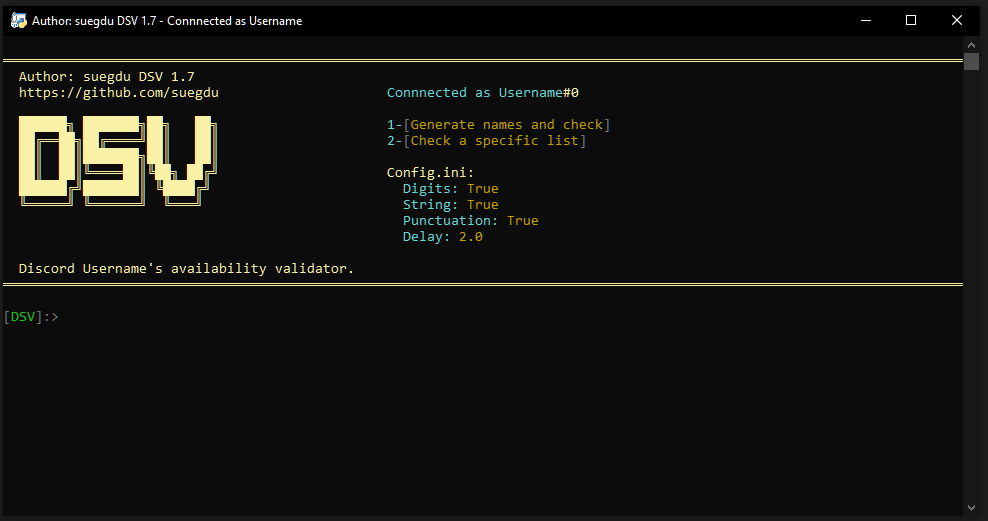 Author: suegdu DSV 1.7 - Connnected as Username
Author: suegdu DSV 1.7
https://github.com/suegdu
DSV
Discord Username's availability validator.
Connnected as Username#0
1-[Generate names and check]
2-[Check a specific list]
Config.ini:
Digits: True
String: True
Punctuation: True
Delay: 2.0
[DSV]:>